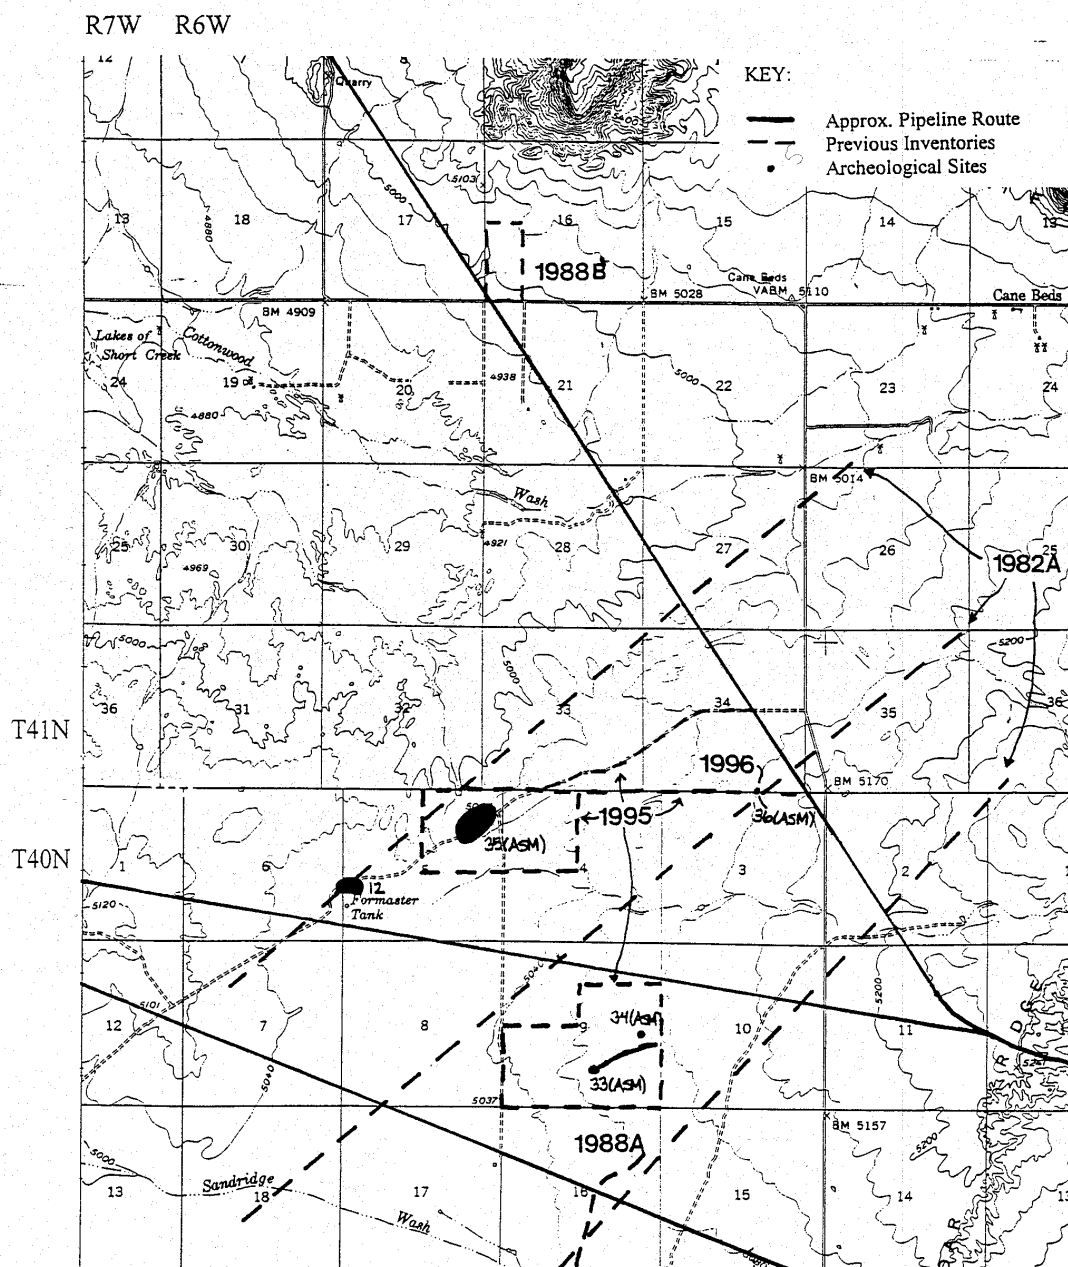 R7W R6W
KEY:
Approx. Pipeline Route
Previous Inventories
Archeological Sites
12 7 8
Quarry
5103
5000
13 18 17 16 15 14 13
4880
1988B
Cane Beds
VABM 5110
BM 5028
Cane Beds
BM 4909
Lakes of
Short Creek
Cottonwood
24 19 20 21 22 23 24
4938
5000
4880
BM 5014
Wash
25 30 29 28 27 26 25
4921
4969
1982A
5000
5200
5000
36 31 32 33 34 35 36
T41N
1996
BM 5170
1995
36(ASM)
35(ASM)
T40N
1 6 4 3 2
12
Formaster
Tank
5120
5040
5200
5101
12 7 8 9 10 11
34(ASM
33(ASM)
5040
5037
BM 5157
1988A
5200
5000
Sandridge
13 18 17 16 15 14 13
Wash